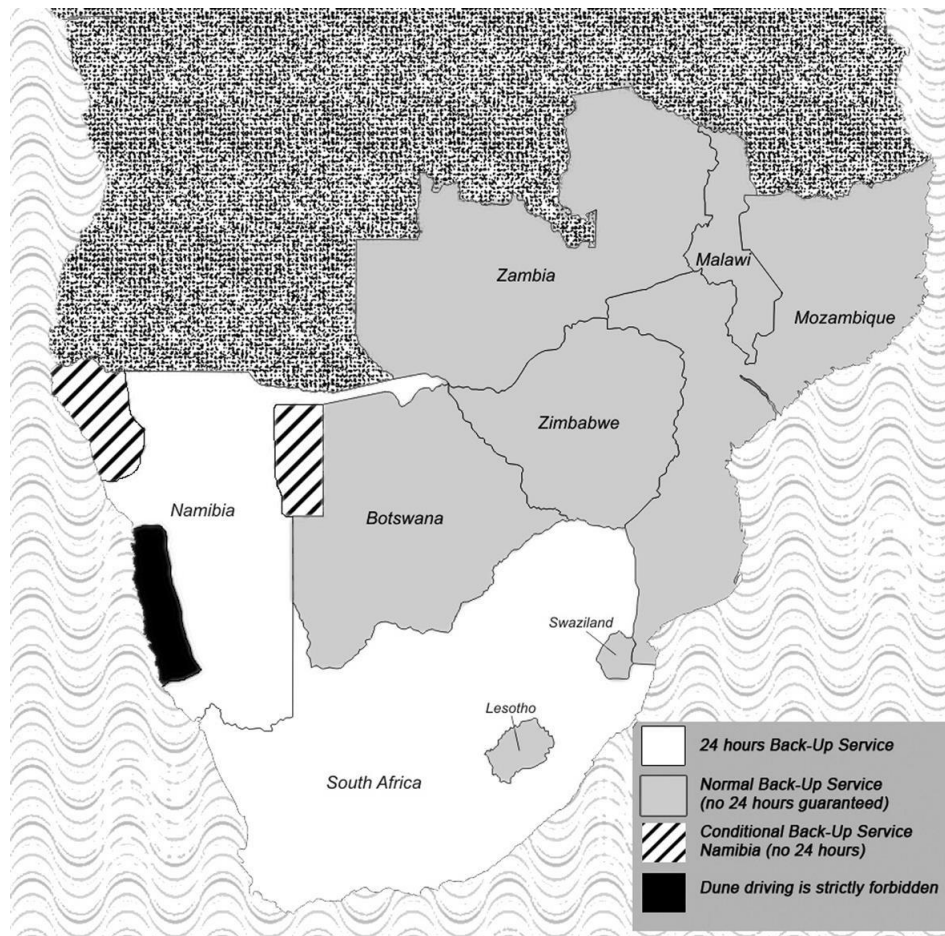 Zambia
Malawi
Mozambique
Zimbabwe
Namibia
Botswana
Swaziland
Lesotho
South Africa
24 hours Back-Up Service
Normal Back-Up Service
(no 24 hours guaranteed)
Conditional Back-Up Service
Namibia (no 24 hours)
Dune driving is strictly forbidden